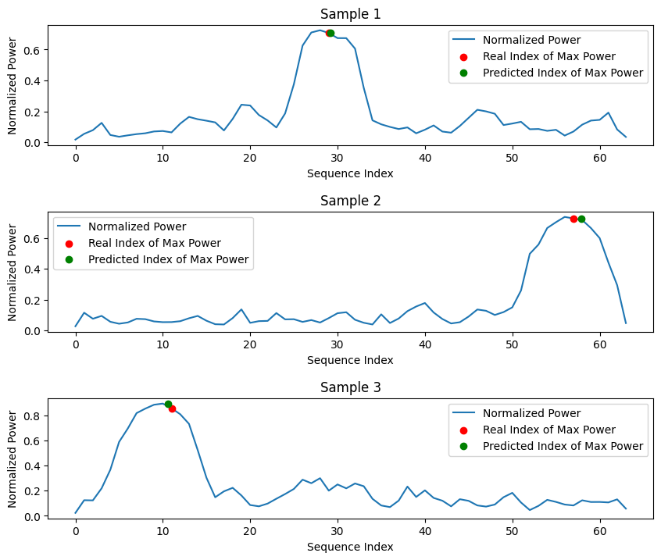 Sample 1
Normalized Power
0.6
0.4
0.2
0.0
Normalized Power
Real Index of Max Power
Predicted Index of Max Power
0 10 20 30 40 50 60
Sequence Index
Sample 2
Normalized Power
0.6
0.4
0.2
0.0
Normalized Power
Real Index of Max Power
Predicted Index of Max Power
0 10 20 30 40 50 60
Sequence Index
Sample 3
Normalized Power
0.8
0.6
0.4
0.2
0.0
Normalized Power
Real Index of Max Power
Predicted Index of Max Power
0 10 20 30 40 50 60
Sequence Index